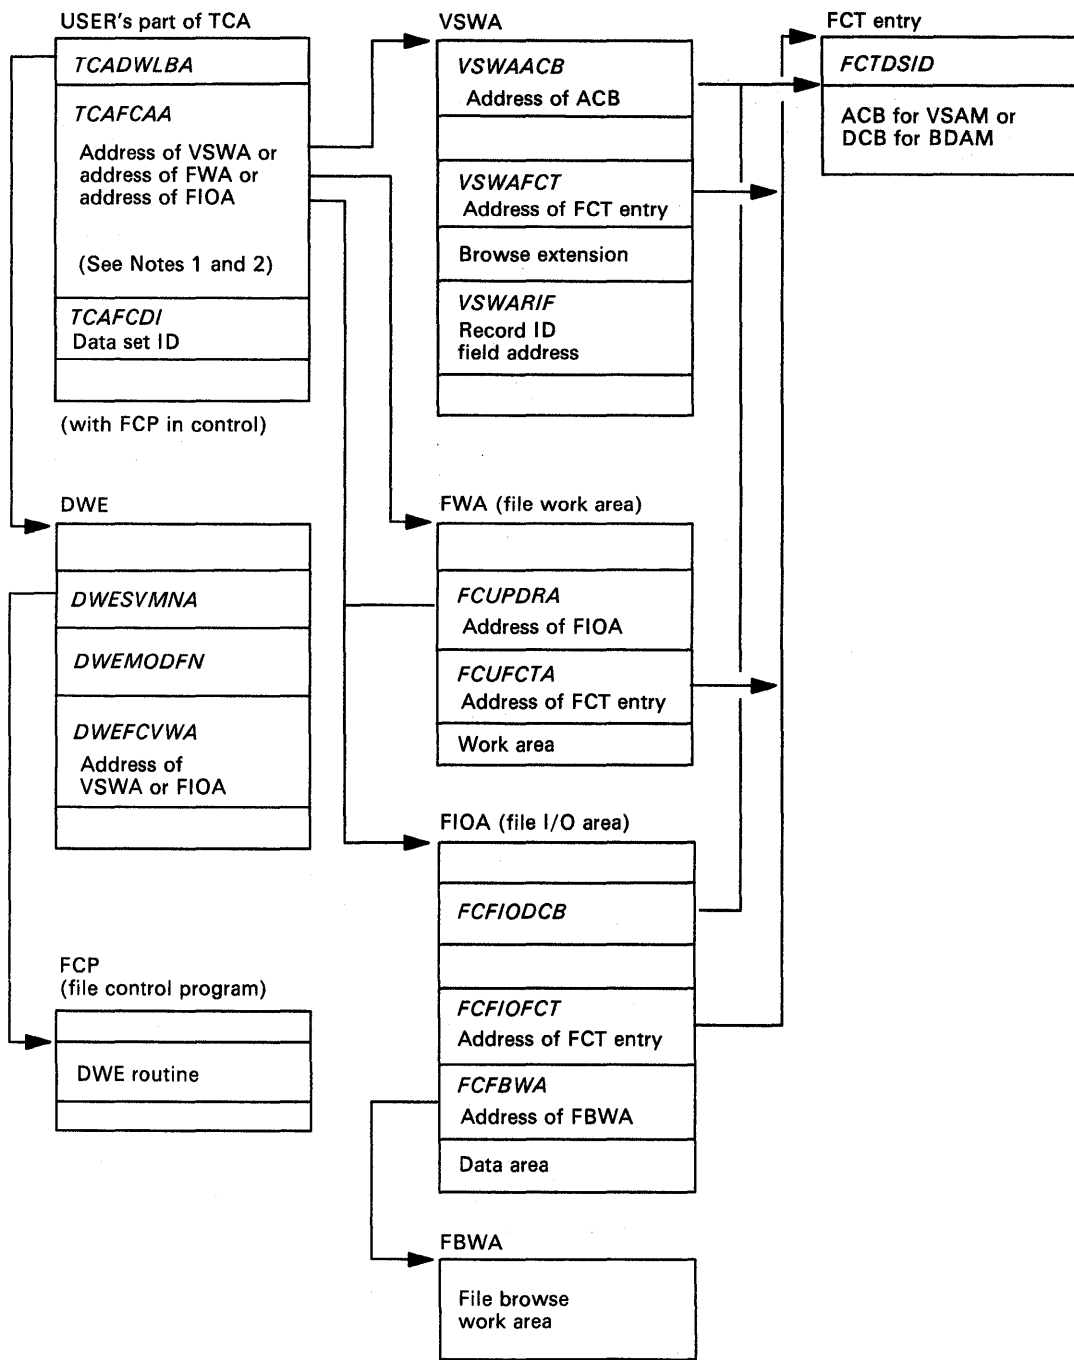 USER's part of TCA
TCADWLBA
TCAFCAA
Address of VSWA or
address of FWA or
address of FIOA
(See Notes 1 and 2)
TCAFCDI
Data set ID
(with FCP in control)
DWE
DWESVMNA
DWEMODFN
DWEFCVWA
Address of
VSWA or FIOA
FCP
(file control program)
DWE routine
VSWA
VSWAACB
Address of ACB
VSWAFCT
Address of FCT entry
Browse extension
VSWARIF
Record ID
field address
FWA (file work area)
FCUPDRA
Address of FIOA
FCUFCTA
Address of FCT entry
Work area
FIOA (file I/O area)
FCFIODCB
FCFIOFCT
Address of FCT entry
FCFBWA
Address of FBWA
Data area
FBWA
File browse
work area
FCT entry
FCTDSID
ACB for VSAM or
DCB for BDAM